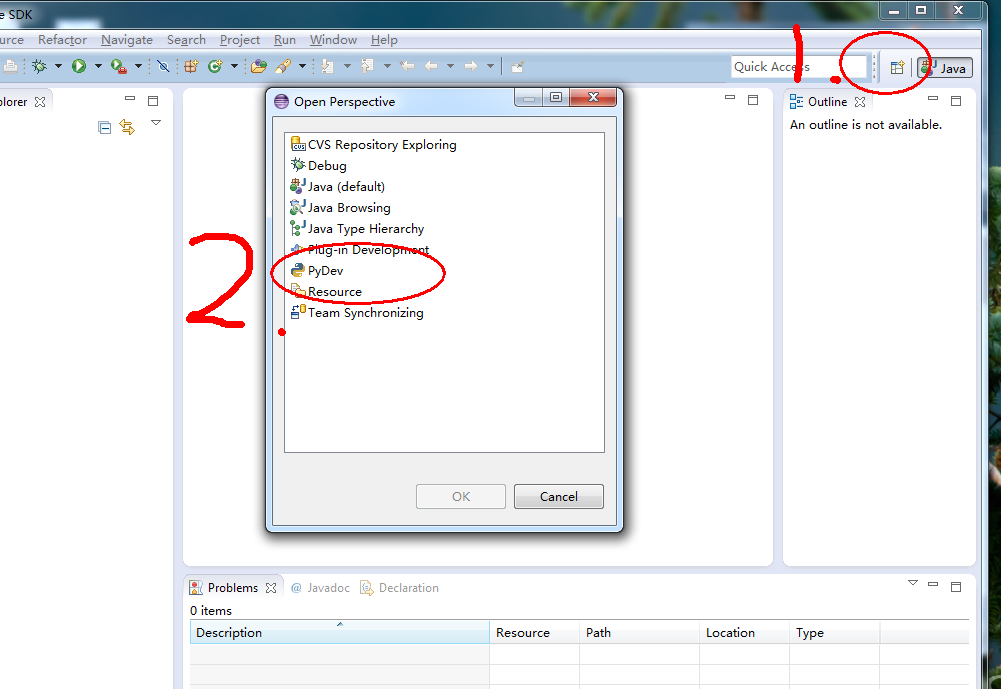 e SDK
urce Refactor Navigate Search Project Run Window Help
Quick Access
1.
Java
plorer
Open Perspective
Outline
An outline is not available.
CVS Repository Exploring
Debug
Java (default)
Java Browsing
Java Type Hierarchy
Plug-in Development
2.
PyDev
Resource
Team Synchronizing
OK Cancel
Problems @ Javadoc Declaration
0 items
Description Resource Path Location Type